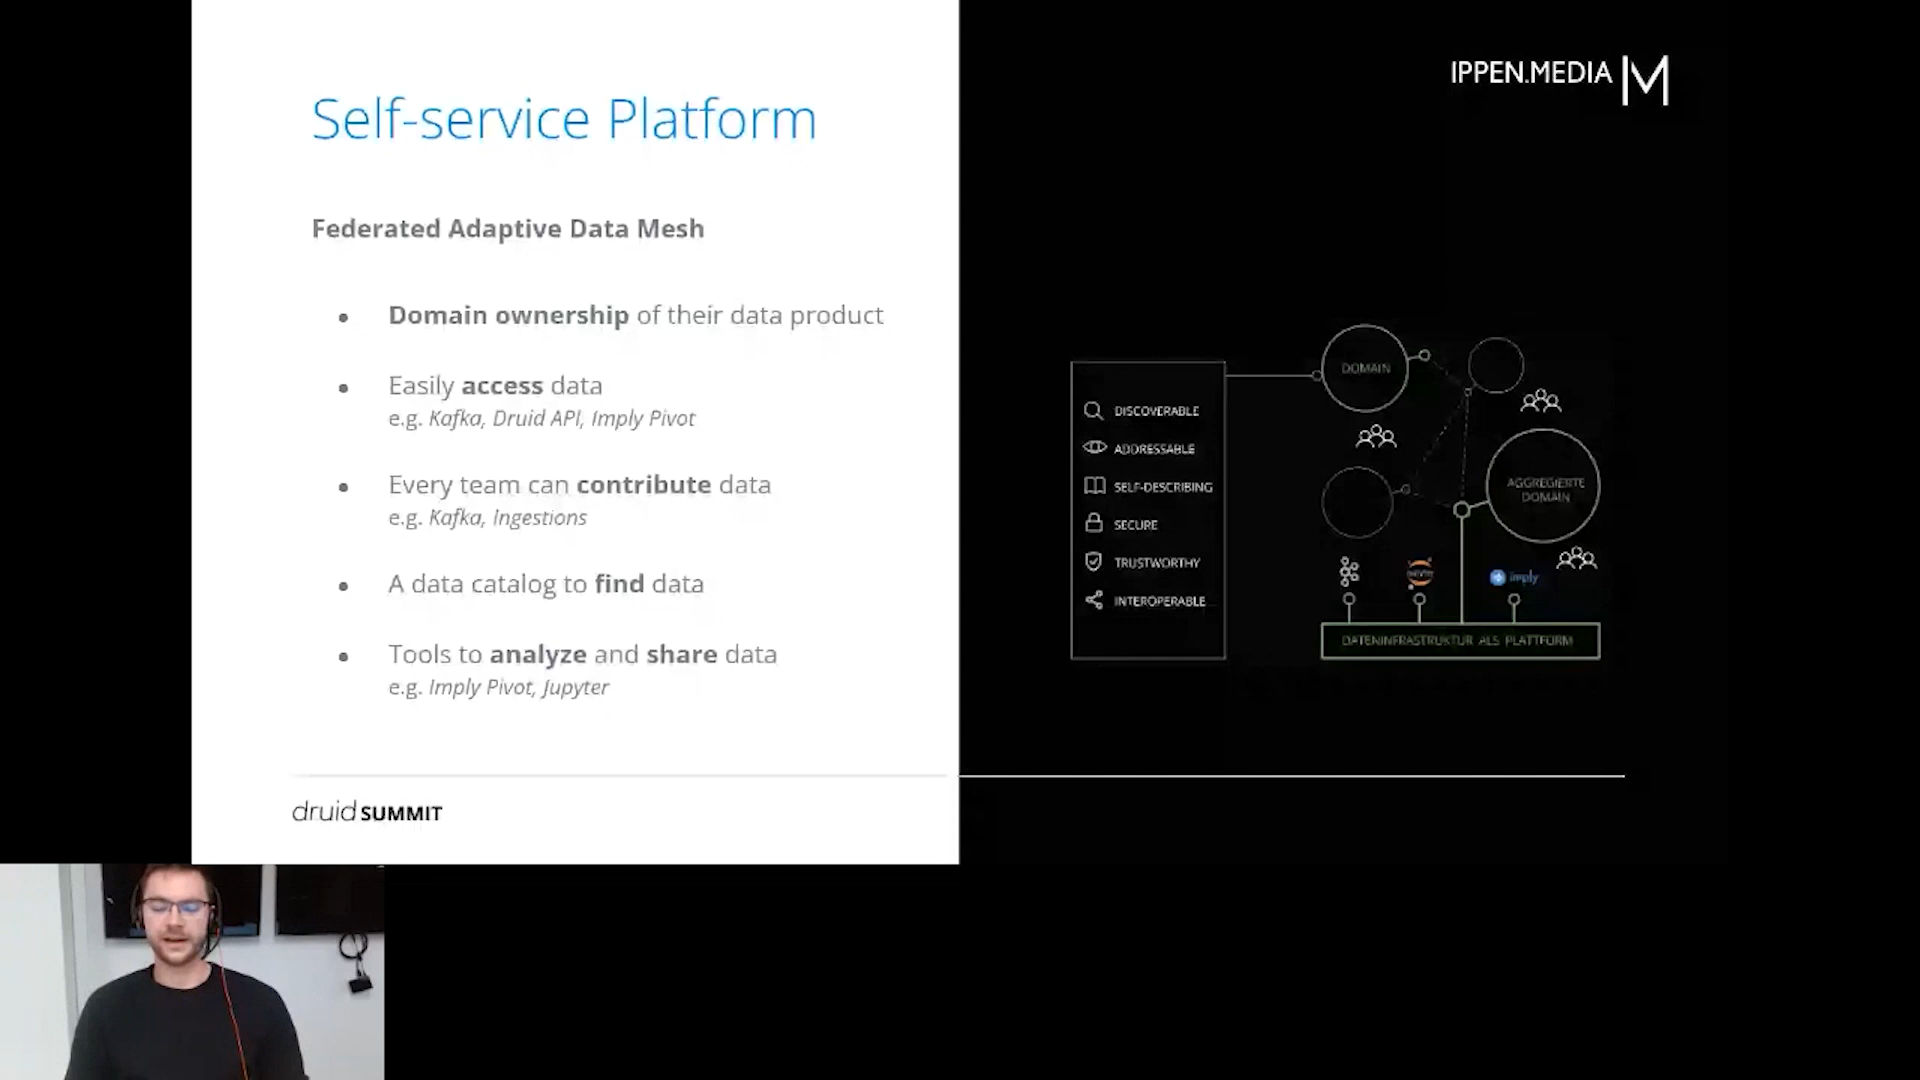 Self-service Platform
Federated Adaptive Data Mesh
• Domain ownership of their data product
• Easily access data
e.g. Kafka, Druid API, Imply Pivot
• Every team can contribute data
e.g. Kafka, Ingestions
• A data catalog to find data
• Tools to analyze and share data
e.g. Imply Pivot, Jupyter
druid SUMMIT
IPPEN.MEDIA M
DISCOVERABLE
ADDRESSABLE
SELF-DESCRIBING
SECURE
TRUSTWORTHY
INTEROPERABLE
DOMAIN
AGGREGIERTE
DOMAIN
imply
DATENINFRASTRUKTUR ALS PLATTFORM